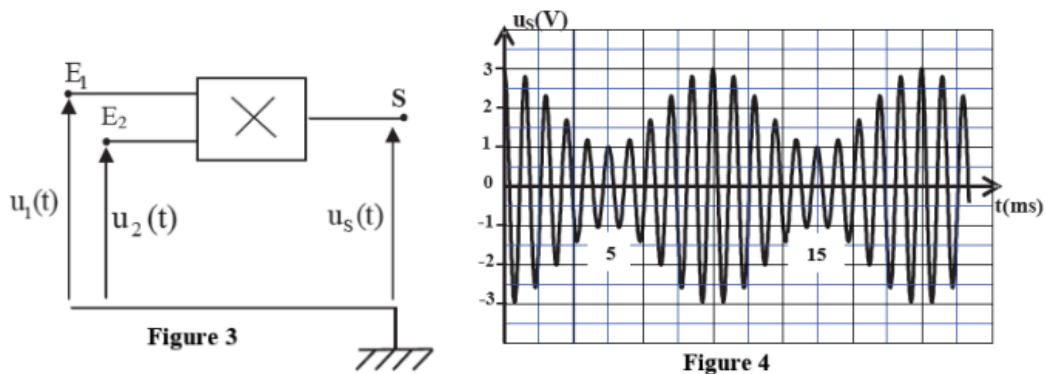 E1
E2
S
u1(t)
u2(t)
uS(t)
Figure 3
uS(V)
3
2
1
0
-1
-2
-3
5
15
t(ms)
Figure 4